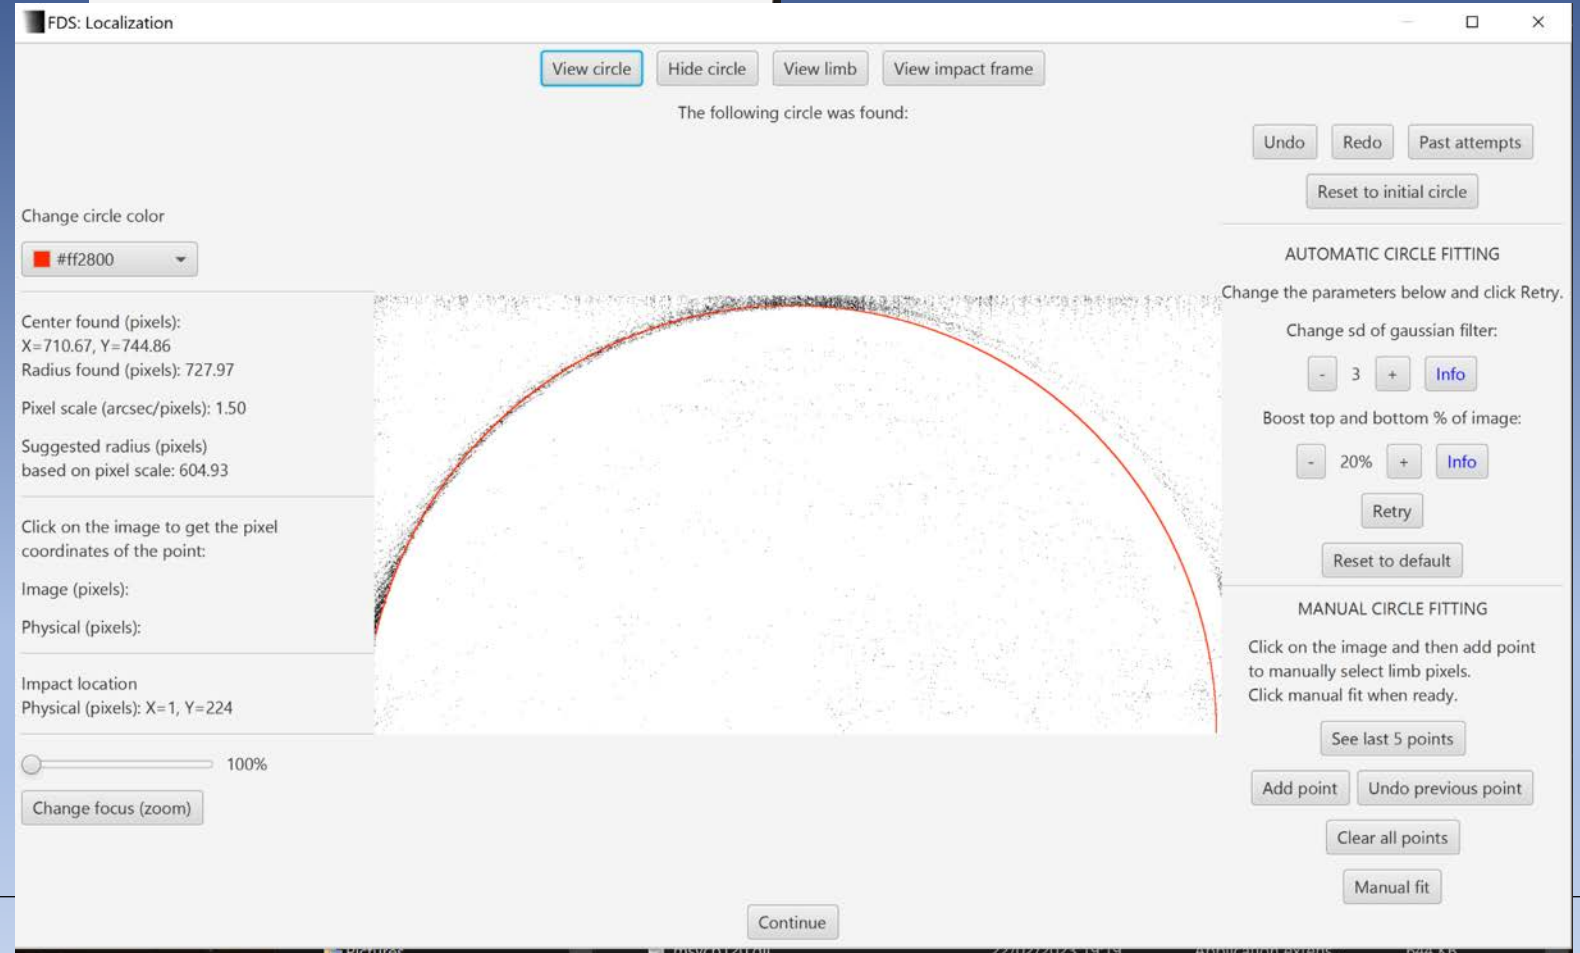 FDS: Localization
View circle
Hide circle
View limb
View impact frame
The following circle was found:
Undo
Redo
Past attempts
Reset to initial circle
Change circle color
#ff2800
Center found (pixels):
X=710.67, Y=744.86
Radius found (pixels): 727.97
Pixel scale (arcsec/pixels): 1.50
Suggested radius (pixels)
based on pixel scale: 604.93
Click on the image to get the pixel
coordinates of the point:
Image (pixels):
Physical (pixels):
Impact location
Physical (pixels): X=1, Y=224
100%
Change focus (zoom)
AUTOMATIC CIRCLE FITTING
Change the parameters below and click Retry.
Change sd of gaussian filter:
- 3 + Info
Boost top and bottom % of image:
- 20% + Info
Retry
Reset to default
MANUAL CIRCLE FITTING
Click on the image and then add point
to manually select limb pixels.
Click manual fit when ready.
See last 5 points
Add point
Undo previous point
Clear all points
Manual fit
Continue